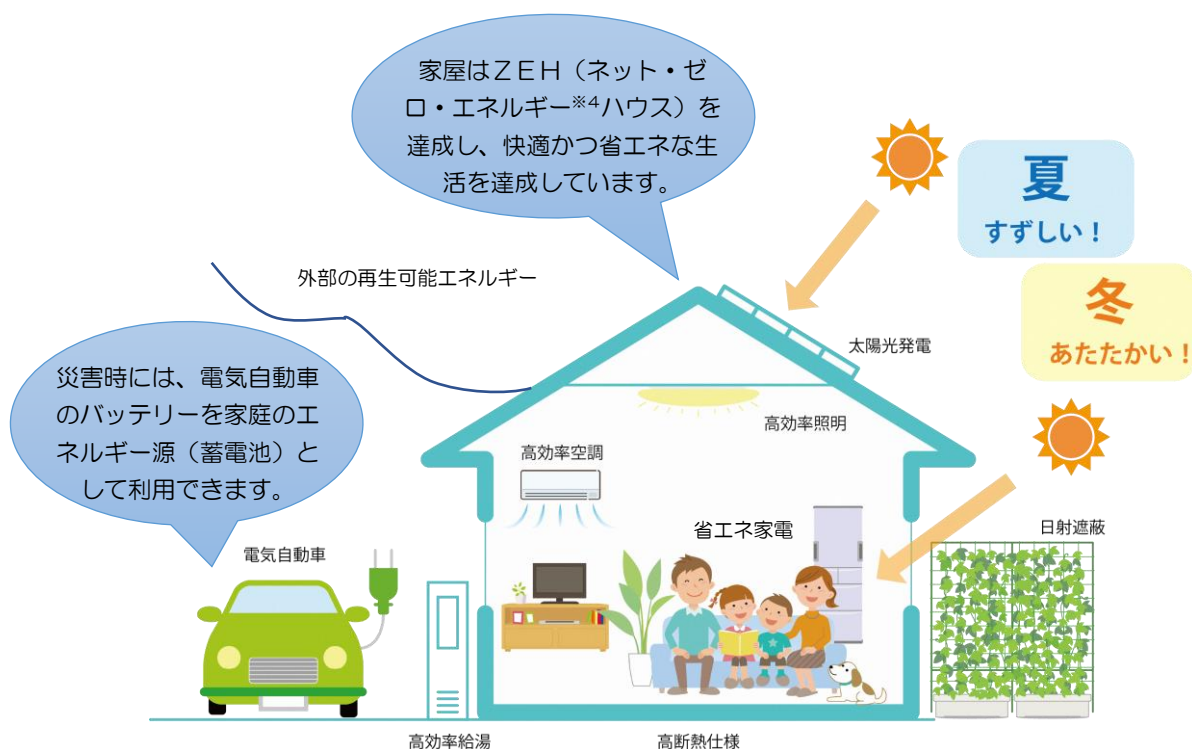 家屋はＺＥＨ（ネット・ゼ
ロ・エネルギー※4ハウス）を
達成し、快適かつ省エネな生
活を達成しています。
夏
すずしい！
外部の再生可能エネルギー
冬
あたたかい！
太陽光発電
災害時には、電気自動車
のバッテリーを家庭のエ
ネルギー源（蓄電池）と
して利用できます。
高効率照明
高効率空調
省エネ家電
日射遮蔽
電気自動車
高効率給湯
高断熱仕様